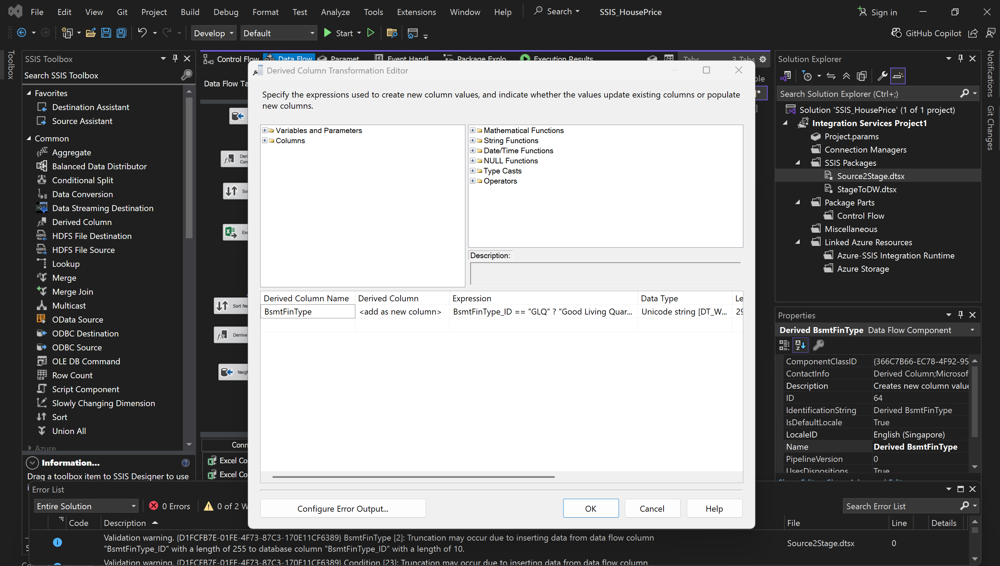 File Edit View Git Project Build Debug Format Test Analyze Tools Extensions Window Help Search SSIS_HousePrice Sign in
Develop Default Start GitHub Copilot
Toolbox
SSIS Toolbox
Search SSIS Toolbox
Favorites
Destination Assistant
Source Assistant
Common
Aggregate
Balanced Data Distributor
Conditional Split
Data Conversion
Data Streaming Destination
Derived Column
HDFS File Destination
HDFS File Source
Lookup
Merge
Merge Join
Multicast
OData Source
ODBC Destination
ODBC Source
OLE DB Command
Row Count
Script Component
Slowly Changing Dimension
Sort
Union All
Azure
Information...
Drag a toolbox item to SSIS Designer to use
Control Flow Data Flow Paramet Event Handl Package Explo Execution Results Tabs 3 Tabs
Data Flow Ta
Deri
Con
So
Exc
Sort Ne
Derrive
Neigh
Conn
Excel Co
Excel Co
Derived Column Transformation Editor
Specify the expressions used to create new column values, and indicate whether the values update existing columns or populate
new columns.
Variables and Parameters
Columns
Mathematical Functions
String Functions
Date/Time Functions
NULL Functions
Type Casts
Operators
Description:
Derived Column Name Derived Column Expression Data Type Le
BsmtFinType <add as new column> BsmtFinType_ID == "GLQ" ? "Good Living Quar... Unicode string [DT_W... 29
Configure Error Output... OK Cancel Help
ble
*
]
Solution Explorer
Search Solution Explorer (Ctrl+;)
Solution 'SSIS_HousePrice' (1 of 1 project)
Integration Services Project1
Project.params
Connection Managers
SSIS Packages
Source2Stage.dtsx
StageToDW.dtsx
Package Parts
Control Flow
Miscellaneous
Linked Azure Resources
Azure-SSIS Integration Runtime
Azure Storage
Notifications
Git Changes
Properties
Derived BsmtFinType Data Flow Component
ComponentClassID {366C7B66-EC78-4F92-95
ContactInfo Derived Column;Microsof
Description Creates new column value
ID 64
IdentificationString Derived BsmtFinType
IsDefaultLocale True
LocaleID English (Singapore)
Name Derived BsmtFinType
PipelineVersion 0
UsesDispositions True
Error List
Entire Solution 0 Errors 0 of 2 W Search Error List
Code Description File Line Details
Validation warning. {D1FCFB7E-01FE-4F73-87C3-170E11CF6389} BsmtFinType [2]: Truncation may occur due to inserting data from data flow column
"BsmtFinType_ID" with a length of 255 to database column "BsmtFinType_ID" with a length of 10.
Source2Stage.dtsx 0
Validation warning. {D1FCFB7E-01FE-4F73-87C3-170E11CF6389} Condition [23]: Truncation may occur due to inserting data from data flow column